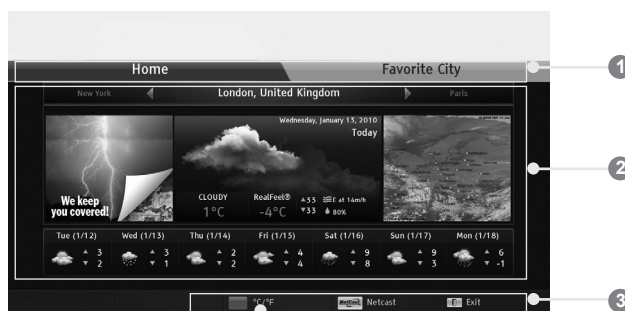 Home
Favorite City
1
New York
London, United Kingdom
Paris
Wednesday, January 13, 2010
Today
We keep
you covered!
CLOUDY
1°C
RealFeel®
-4°C
▲33
▼33
E at 14m/h
80%
2
Tue (1/12)
Wed (1/13)
Thu (1/14)
Fri (1/15)
Sat (1/16)
Sun (1/17)
Mon (1/18)
▲ 3
▼ 2
▲ 3
▼ 1
▲ 2
▼ 2
▲ 4
▼ 4
▲ 9
▼ 8
▲ 9
▼ 3
▲ 6
▼ -1
°C/°F
NetCast
Netcast
Exit
3